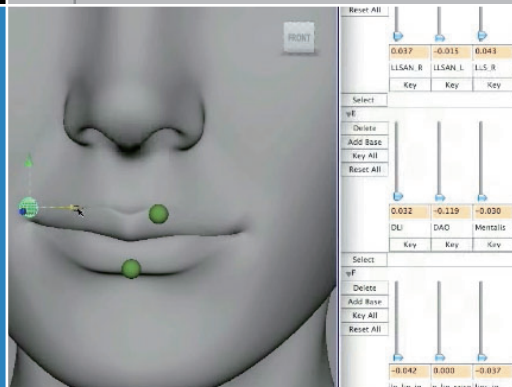 FRONT
Reset All
0.037 -0.015 0.043
LLSAN_R LLSAN_L LLS_R
Key Key Key
Select
▼E
Delete
Add Base
Key All
Reset All
0.032 -0.119 -0.030
DLI DAO Mentalis
Key Key Key
Select
▼F
Delete
Add Base
Key All
Reset All
-0.042 0.000 -0.037